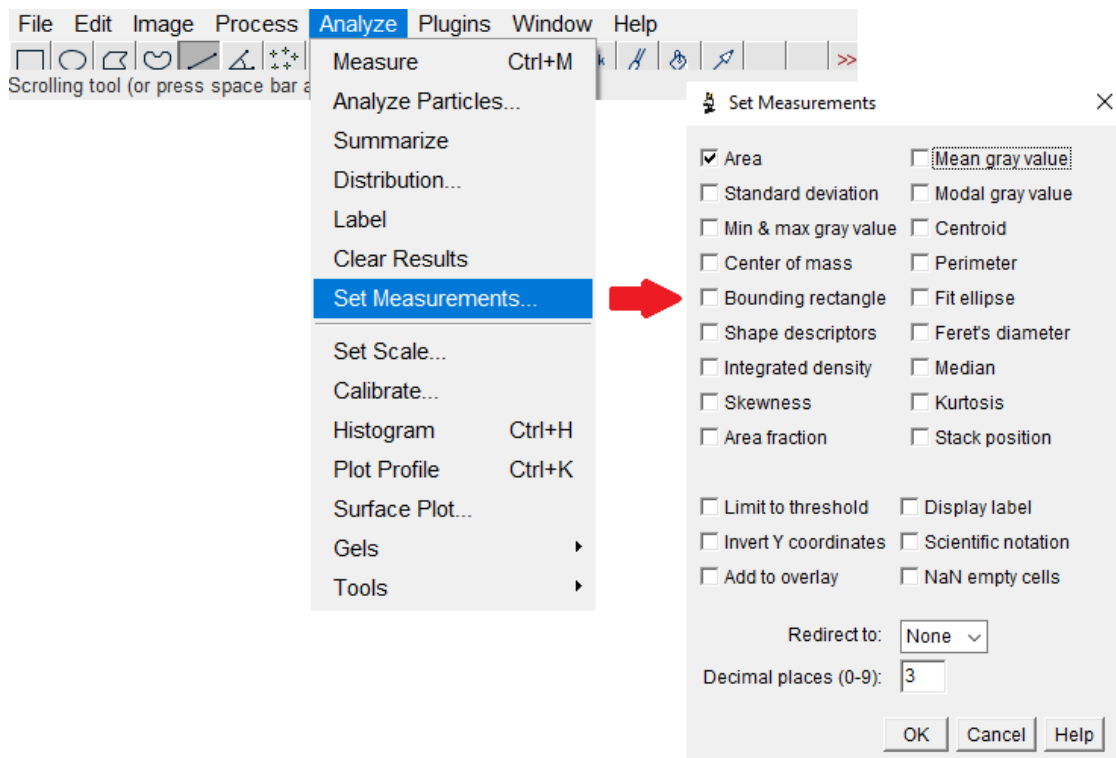 File Edit Image Process Analyze Plugins Window Help
>>
Scrolling tool (or press space bar a
Measure Ctrl+M
Analyze Particles...
Summarize
Distribution...
Label
Clear Results
Set Measurements...
Set Scale...
Calibrate...
Histogram Ctrl+H
Plot Profile Ctrl+K
Surface Plot...
Gels
Tools
Set Measurements
Area Mean gray value
Standard deviation Modal gray value
Min & max gray value Centroid
Center of mass Perimeter
Bounding rectangle Fit ellipse
Shape descriptors Feret's diameter
Integrated density Median
Skewness Kurtosis
Area fraction Stack position
Limit to threshold Display label
Invert Y coordinates Scientific notation
Add to overlay NaN empty cells
Redirect to: None
Decimal places (0-9): 3
OK Cancel Help